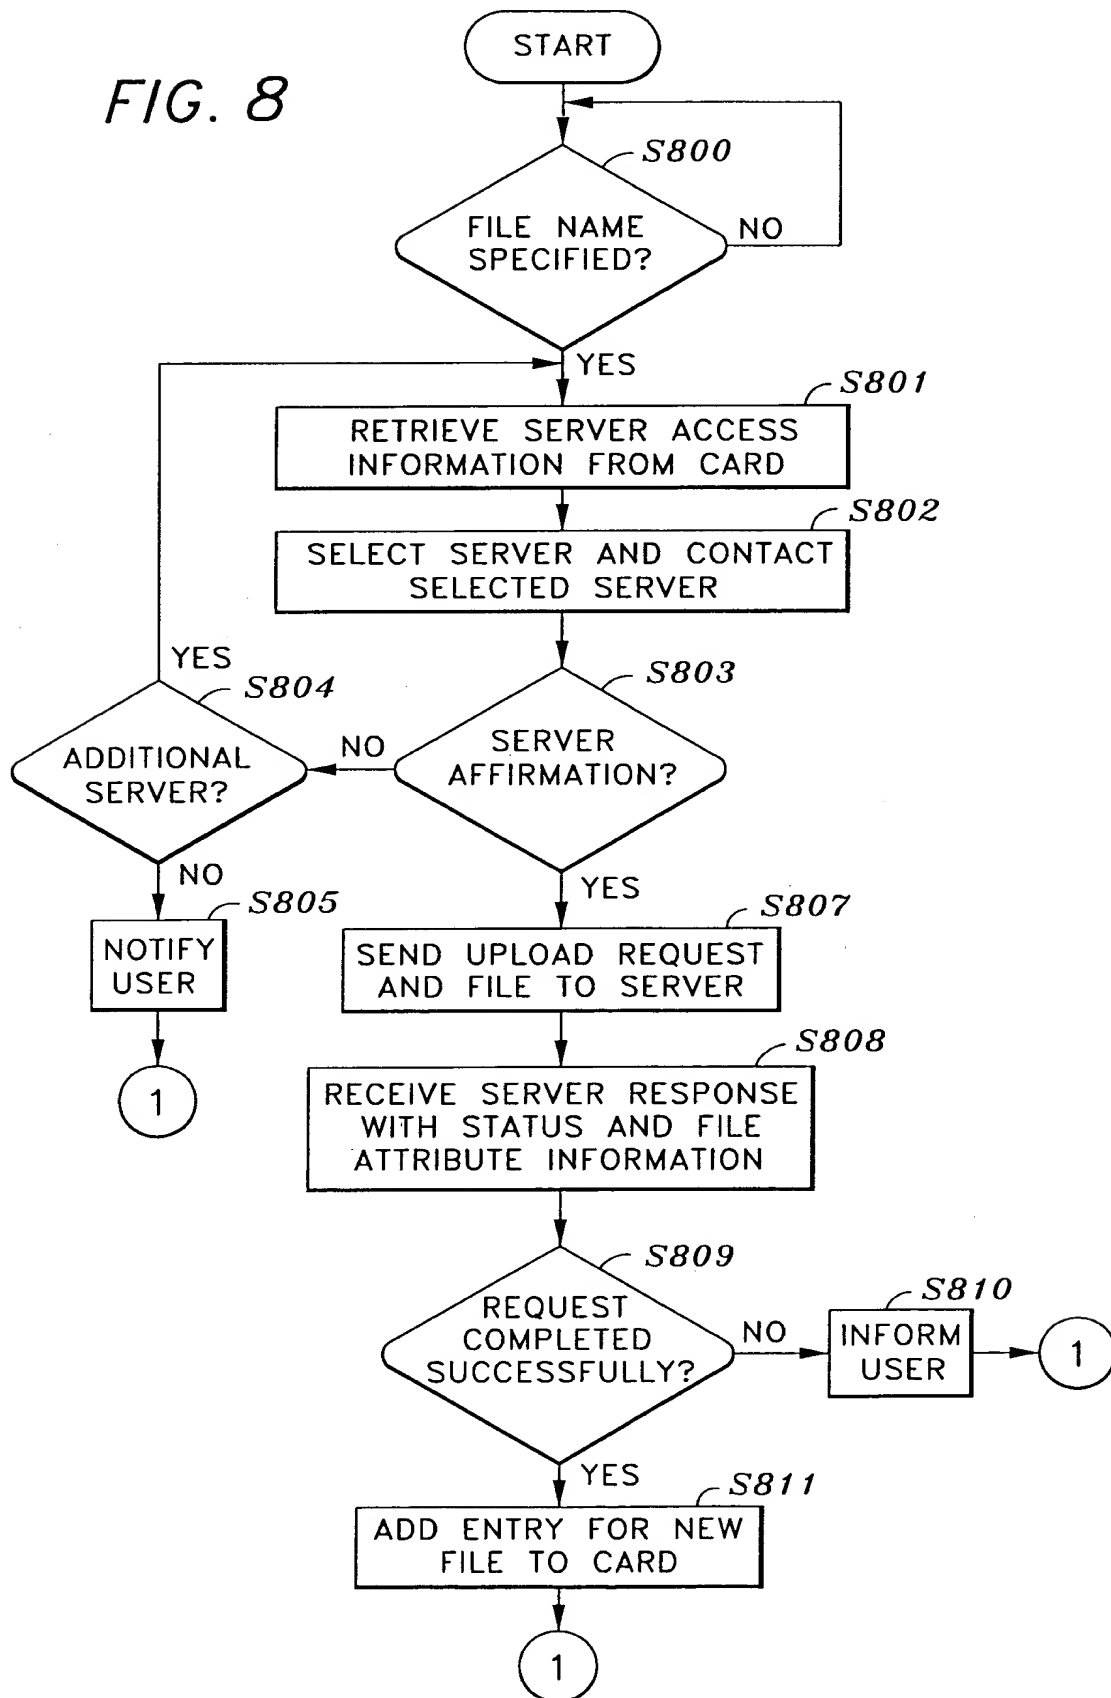 START
FIG. 8
S800
FILE NAME
SPECIFIED?
NO
YES
S801
RETRIEVE SERVER ACCESS
INFORMATION FROM CARD
S802
SELECT SERVER AND CONTACT
SELECTED SERVER
YES
S804
S803
ADDITIONAL
SERVER?
NO
SERVER
AFFIRMATION?
NO
YES
S805
NOTIFY
USER
1
S807
SEND UPLOAD REQUEST
AND FILE TO SERVER
S808
RECEIVE SERVER RESPONSE
WITH STATUS AND FILE
ATTRIBUTE INFORMATION
S809
REQUEST
COMPLETED
SUCCESSFULLY?
NO
S810
INFORM
USER
1
YES
S811
ADD ENTRY FOR NEW
FILE TO CARD
1